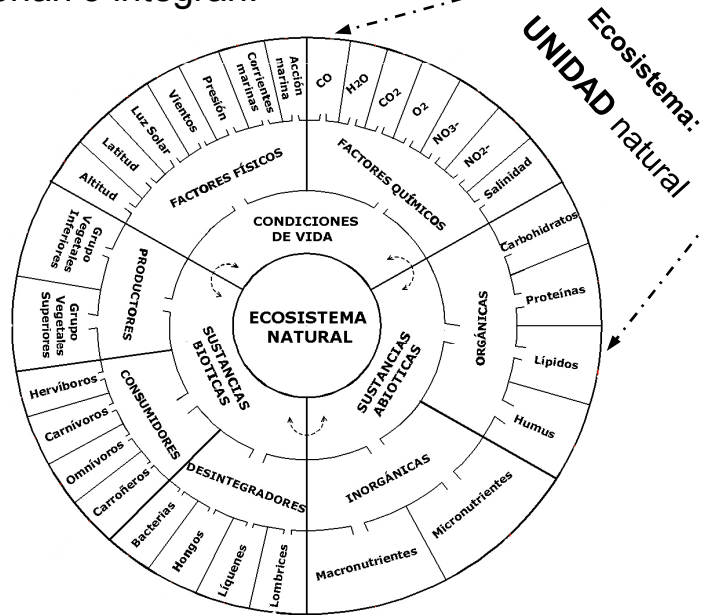 Ecosistema:
UNIDAD natural
ECOSISTEMA
NATURAL
CONDICIONES
DE VIDA
FACTORES FÍSICOS
Altitud
Latitud
Luz Solar
Vientos
Presión
Corrientes
marinas
Acción
marina
FACTORES QUÍMICOS
CO
H2O
CO2
O2
NO3-
NO2-
Salinidad
SUSTANCIAS
ABIOTICAS
ORGÁNICAS
Carbohidratos
Proteínas
Lípidos
Humus
INORGÁNICAS
Micronutrientes
Macronutrientes
SUSTANCIAS
BIOTICAS
DESINTEGRADORES
Lombrices
Líquenes
Hongos
Bacterias
CONSUMIDORES
Carroñeros
Omnívoros
Carnivoros
Hervíboros
PRODUCTORES
Grupo
Vegetales
Superiores
Grupo
Vegetales
Inferiores